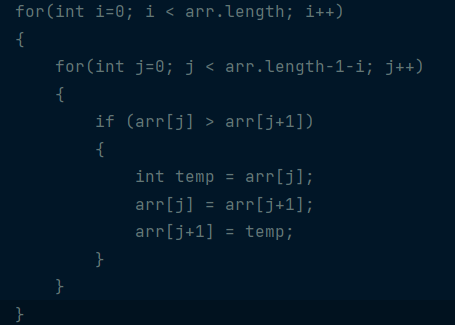 for(int i=0; i < arr.length; i++)
{
    for(int j=0; j < arr.length-1-i; j++)
    {
        if (arr[j] > arr[j+1])
        {
            int temp = arr[j];
            arr[j] = arr[j+1];
            arr[j+1] = temp;
        }
    }
}